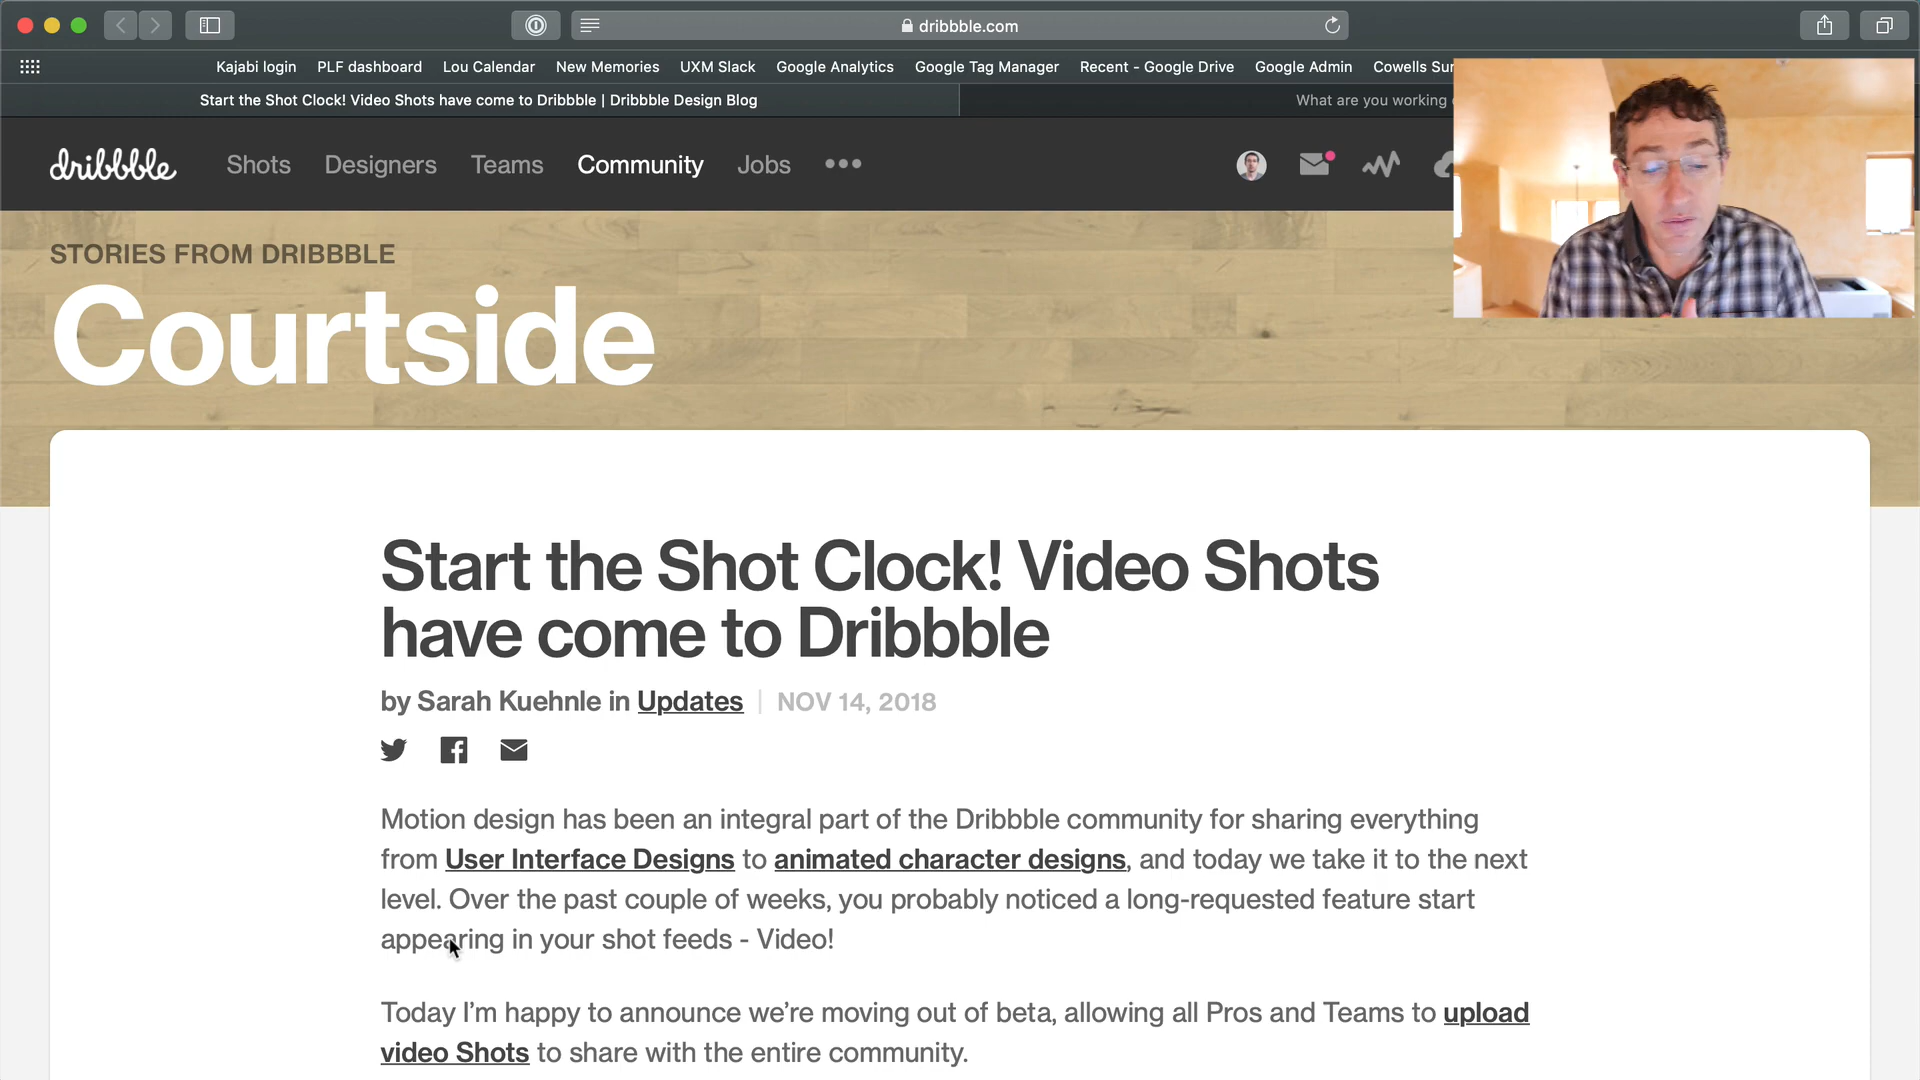 dribbble.com
Kajabi login PLF dashboard Lou Calendar New Memories UXM Slack Google Analytics Google Tag Manager Recent - Google Drive Google Admin Cowells Sur
Start the Shot Clock! Video Shots have come to Dribbble | Dribbble Design Blog
What are you working
dribbble Shots Designers Teams Community Jobs •••
STORIES FROM DRIBBBLE
Courtside
Start the Shot Clock! Video Shots
have come to Dribbble
by Sarah Kuehnle in Updates | NOV 14, 2018
Motion design has been an integral part of the Dribbble community for sharing everything
from User Interface Designs to animated character designs, and today we take it to the next
level. Over the past couple of weeks, you probably noticed a long-requested feature start
appearing in your shot feeds - Video!
Today I’m happy to announce we’re moving out of beta, allowing all Pros and Teams to upload
video Shots to share with the entire community.